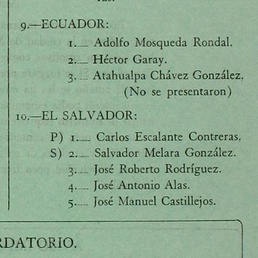 9.—ECUADOR:
1.— Adolfo Mosqueda Rondal.
2.— Héctor Garay.
3.— Atahualpa Chávez González.
(No se presentaron)
10.—EL SALVADOR:
P) 1.— Carlos Escalante Contreras.
S) 2.— Salvador Melara González.
3.— José Roberto Rodríguez.
4.— José Antonio Alas.
5.— José Manuel Castillejos.
RDATORIO.